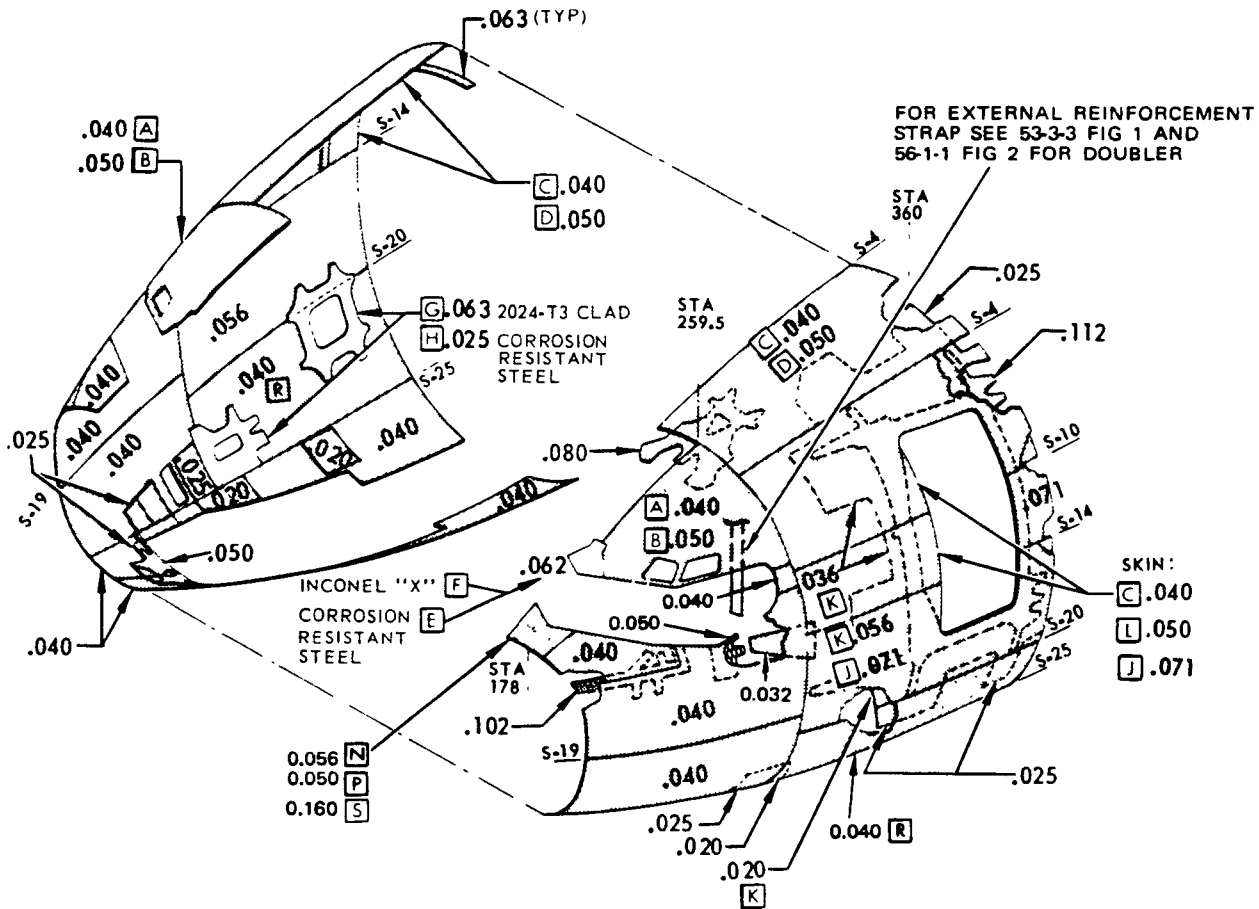 .063 (TYP)
FOR EXTERNAL REINFORCEMENT
STRAP SEE 53-3-3 FIG 1 AND
56-1-1 FIG 2 FOR DOUBLER
.040 A
.050 B
S-14
C .040
D .050
STA
360
S-4
.025
S-20
.056
G .063 2024-T3 CLAD
H .025 CORROSION
RESISTANT
STEEL
STA
259.5
C .040
D .050
S-4
.112
.040
.040
R
S-25
.025
.040
.040
.040
.020
.025
.020
.080
S-10
S-19
.040
A .040
B .050
.071
S-14
.050
.062
INCONEL "X" F
CORROSION E
RESISTANT
STEEL
.036
K
0.040
SKIN:
C .040
L .050
J .071
.040
0.050
K .056
S-20
.040
STA
178
J .071
S-25
0.032
.102
.040
0.056 N
0.050 P
0.160 S
S-19
.040
.025
.025
0.040 R
.020
.020
K